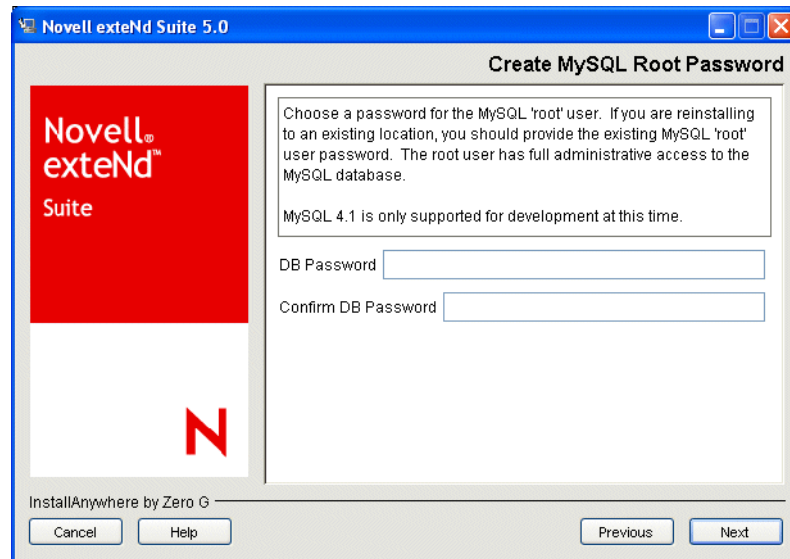 Novell exteNd Suite 5.0
Create MySQL Root Password
Novell®
exteNd™
Suite
Choose a password for the MySQL 'root' user. If you are reinstalling
to an existing location, you should provide the existing MySQL 'root'
user password. The root user has full administrative access to the
MySQL database.
MySQL 4.1 is only supported for development at this time.
DB Password
Confirm DB Password
N
InstallAnywhere by Zero G
Cancel
Help
Previous
Next